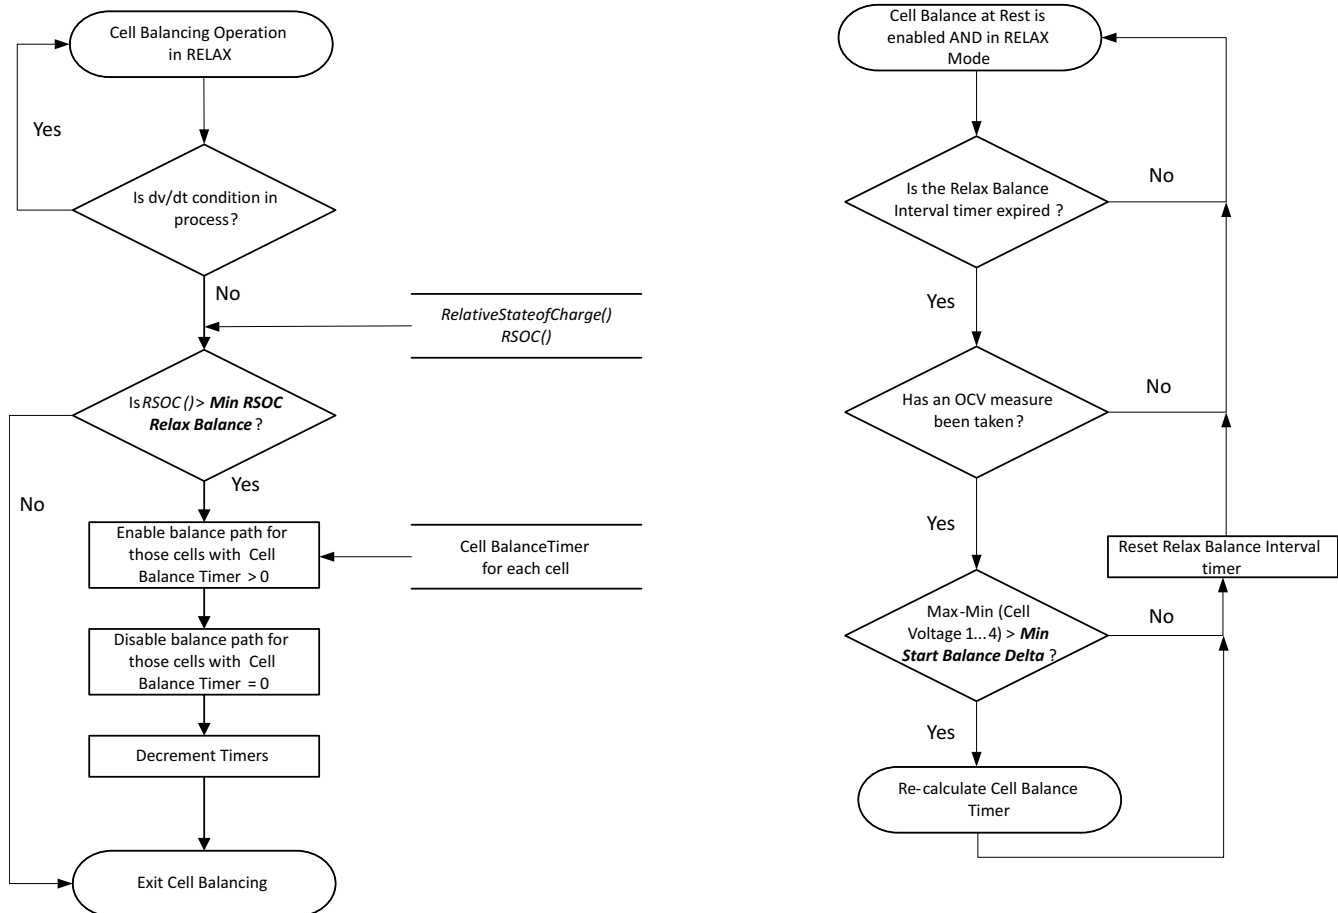 Cell Balancing Operation
in RELAX
Yes
Is dv/dt condition in
process?
No
RelativeStateofCharge()
RSOC()
Is RSOC() > Min RSOC
Relax Balance ?
No
Yes
Enable balance path for
those cells with Cell
Balance Timer > 0
Cell BalanceTimer
for each cell
Disable balance path for
those cells with Cell
Balance Timer = 0
Decrement Timers
Exit Cell Balancing
Cell Balance at Rest is
enabled AND in RELAX
Mode
Is the Relax Balance
Interval timer expired ?
No
Yes
Has an OCV measure
been taken?
No
Yes
Reset Relax Balance Interval
timer
Max-Min (Cell
Voltage 1...4) > Min
Start Balance Delta ?
No
Yes
Re-calculate Cell Balance
Timer